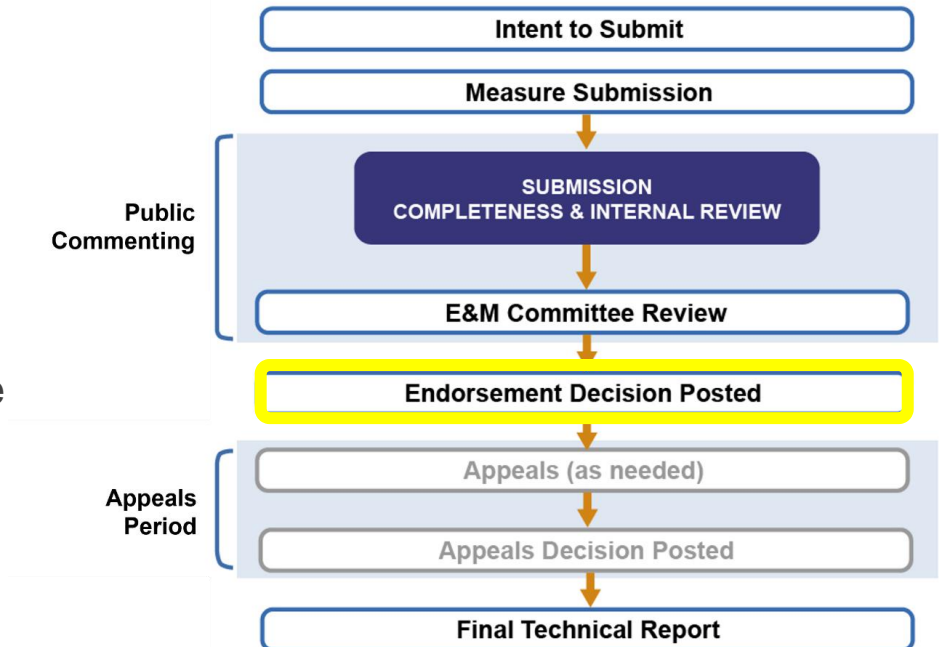 Intent to Submit
Measure Submission
Public
Commenting
SUBMISSION
COMPLETENESS & INTERNAL REVIEW
E&M Committee Review
e
Endorsement Decision Posted
Appeals
Period
Appeals (as needed)
Appeals Decision Posted
Final Technical Report